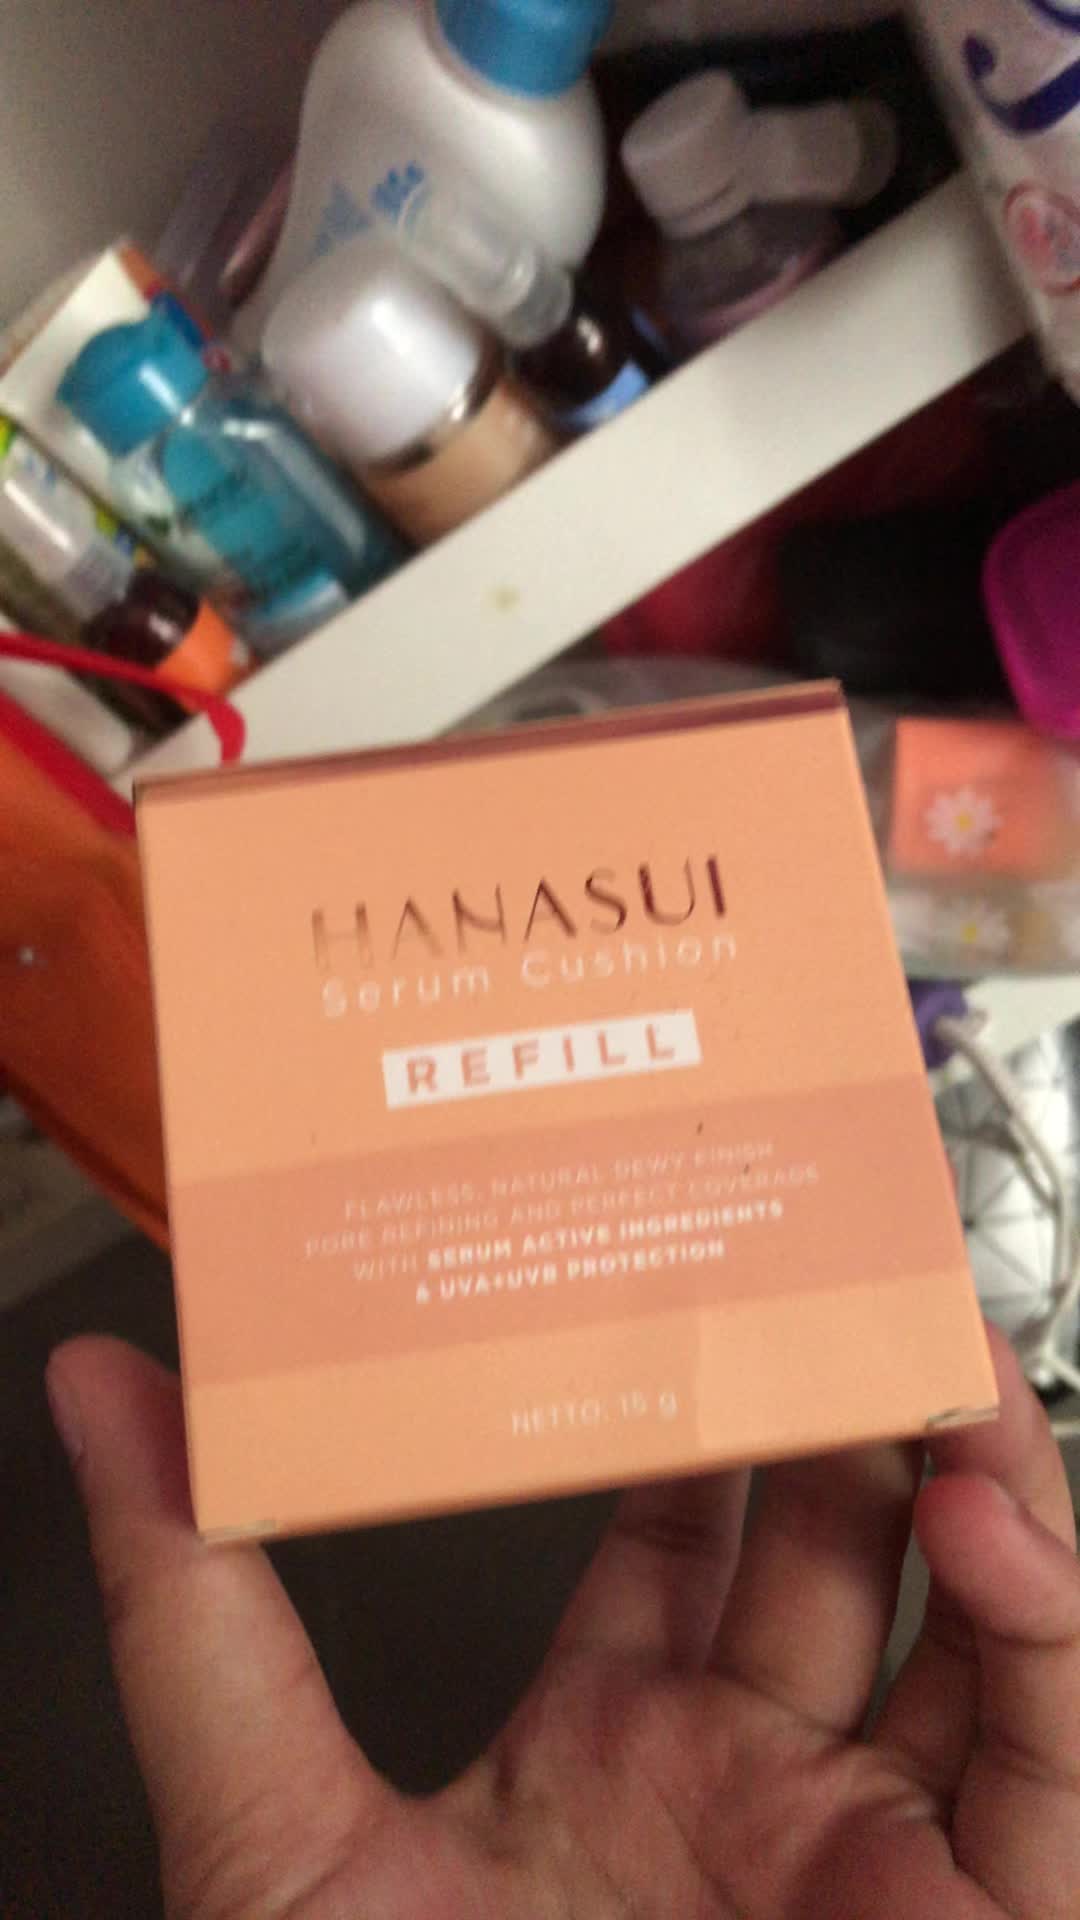 HANASUI
Serum Cushion
REFILL
FLAWLESS, NATURAL DEWY FINISH
PORE REFINING AND PERFECT COVERAGE
WITH SERUM ACTIVE INGREDIENTS
& UVA+UVB PROTECTION
NETTO: 15 g